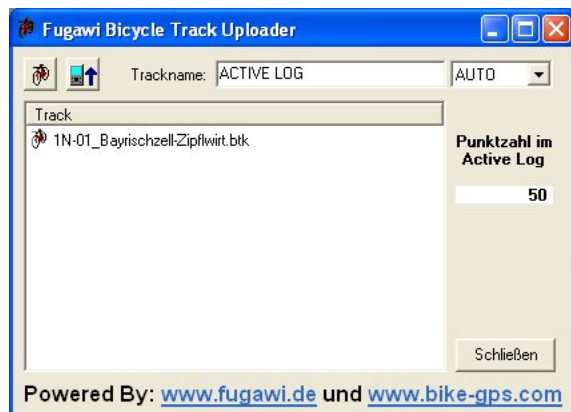 Fugawi Bicycle Track Uploader
Trackname: ACTIVE LOG AUTO
Track
1N-01_Bayrischzell-Zipflwirt.btk
Punktzahl im
Active Log
50
Schließen
Powered By: www.fugawi.de und www.bike-gps.com